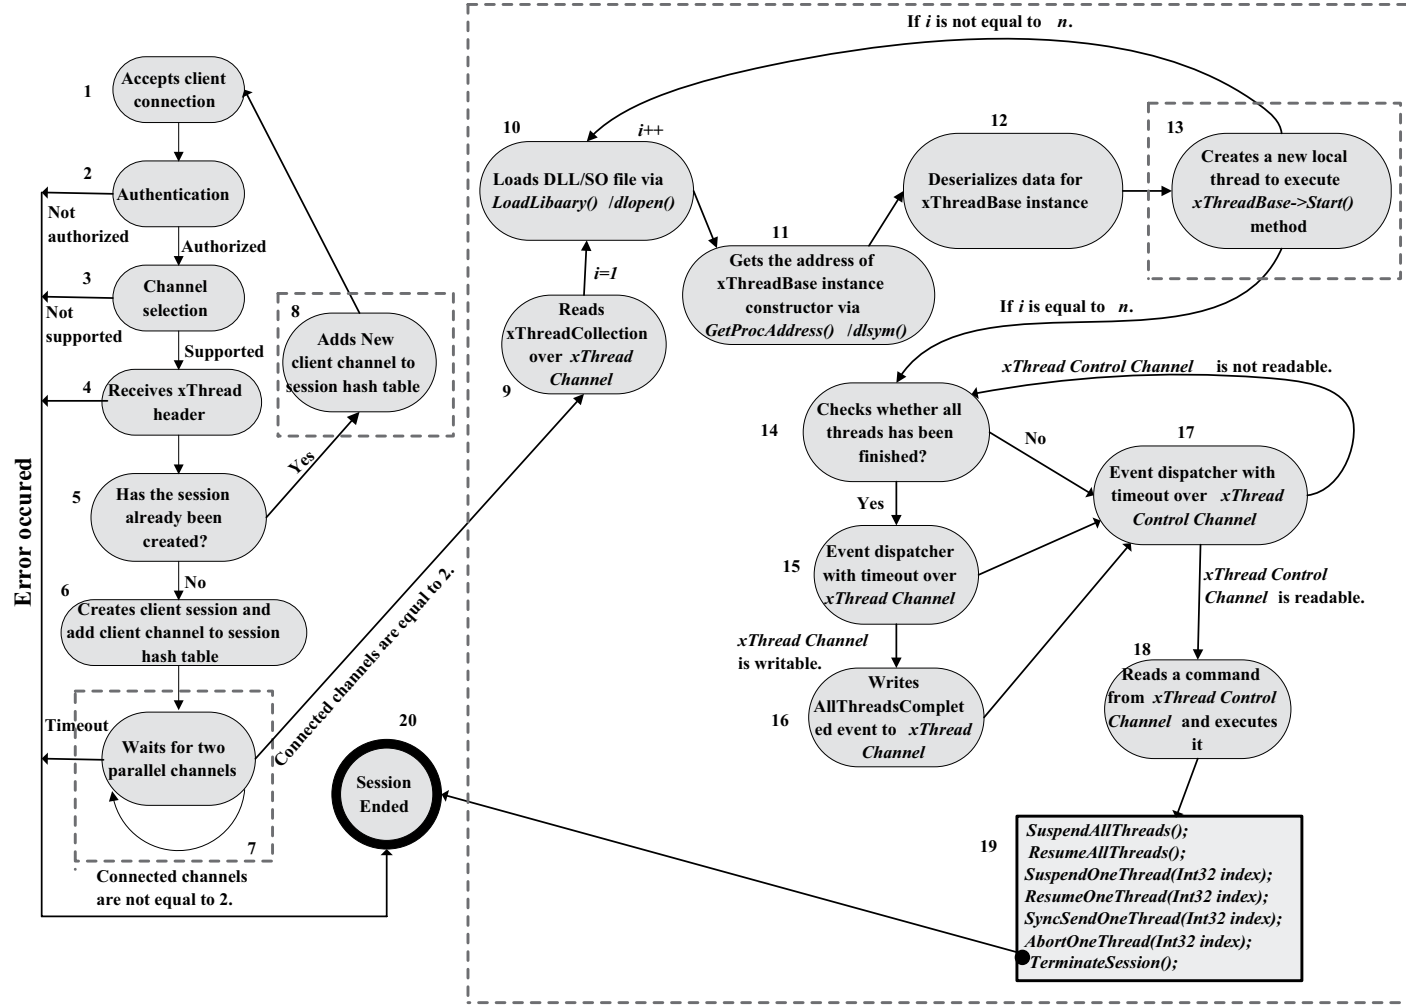 If i is not equal to n.
1
Accepts client
connection
2
Authentication
Not
authorized
Authorized
3
Channel
selection
Not
supported
Supported
4
Receives xThread
header
5
Has the session
already been
created?
Yes
No
6
Creates client session and
add client channel to session
hash table
Timeout
Waits for two
parallel channels
7
Connected channels
are not equal to 2.
Error occured
8
Adds New
client channel to
session hash table
Connected channels are equal to 2.
9
Reads
xThreadCollection
over xThread
Channel
i=1
10
i++
Loads DLL/SO file via
LoadLibaary() /dlopen()
11
Gets the address of
xThreadBase instance
constructor via
GetProcAddress() /dlsym()
12
Deserializes data for
xThreadBase instance
13
Creates a new local
thread to execute
xThreadBase->Start()
method
If i is equal to n.
14
Checks whether all
threads has been
finished?
xThread Control Channel is not readable.
No
Yes
15
Event dispatcher
with timeout over
xThread Channel
xThread Channel
is writable.
16
Writes
AllThreadsComplet
ed event to xThread
Channel
17
Event dispatcher with
timeout over xThread
Control Channel
xThread Control
Channel is readable.
18
Reads a command
from xThread Control
Channel and executes
it
19
SuspendAllThreads();
ResumeAllThreads();
SuspendOneThread(Int32 index);
ResumeOneThread(Int32 index);
SyncSendOneThread(Int32 index);
AbortOneThread(Int32 index);
TerminateSession();
20
Session
Ended